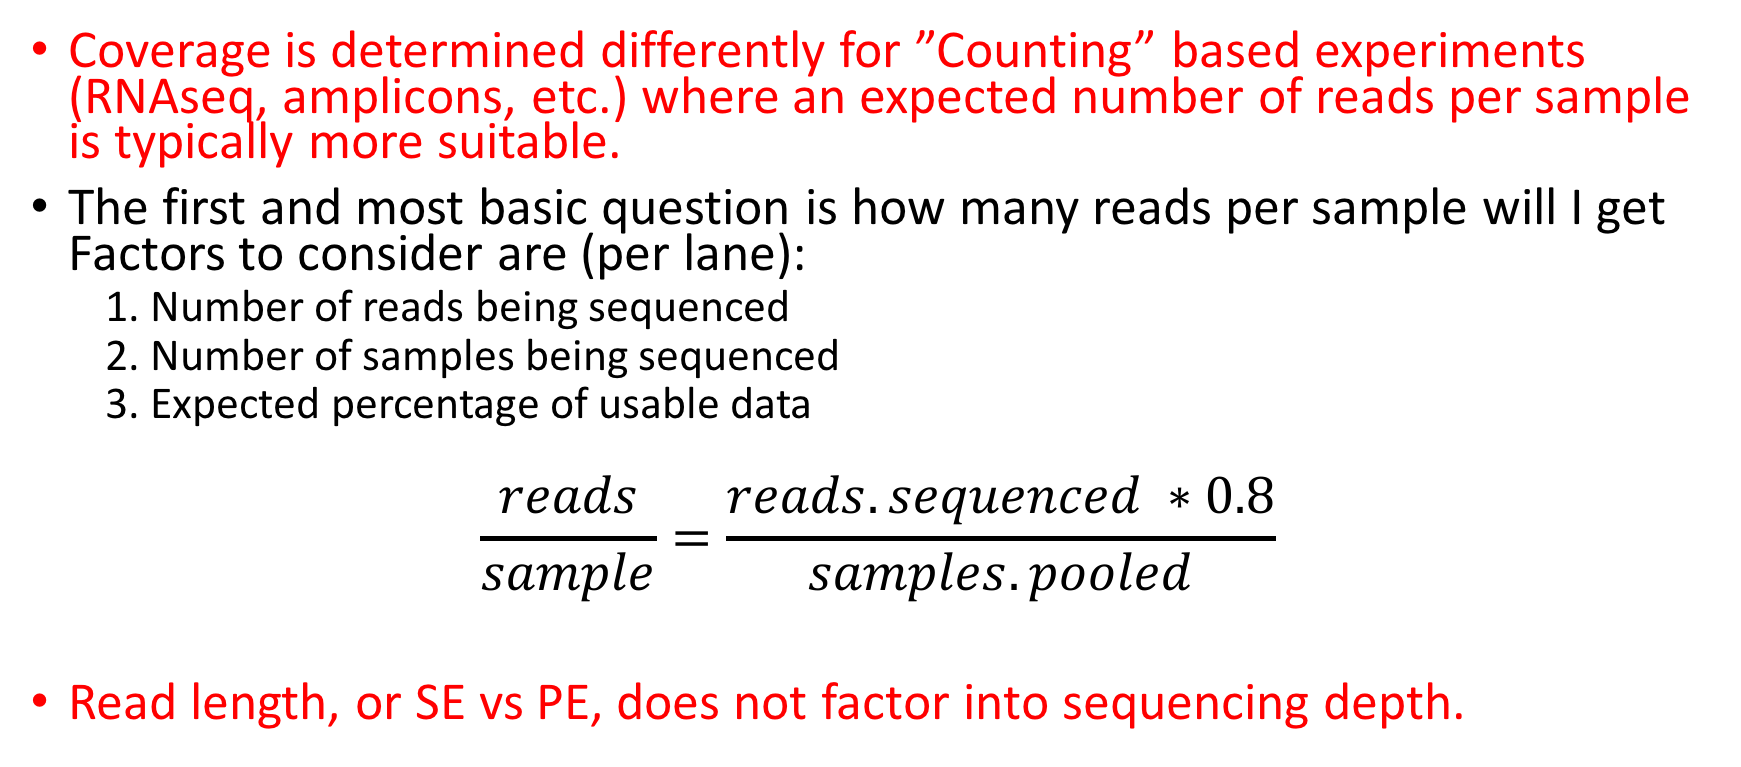 • Coverage is determined differently for ”Counting” based experiments
(RNAseq, amplicons, etc.) where an expected number of reads per sample
is typically more suitable.
• The first and most basic question is how many reads per sample will I get
Factors to consider are (per lane):
1. Number of reads being sequenced
2. Number of samples being sequenced
3. Expected percentage of usable data
reads/sample = reads.sequenced * 0.8/samples.pooled
• Read length, or SE vs PE, does not factor into sequencing depth.